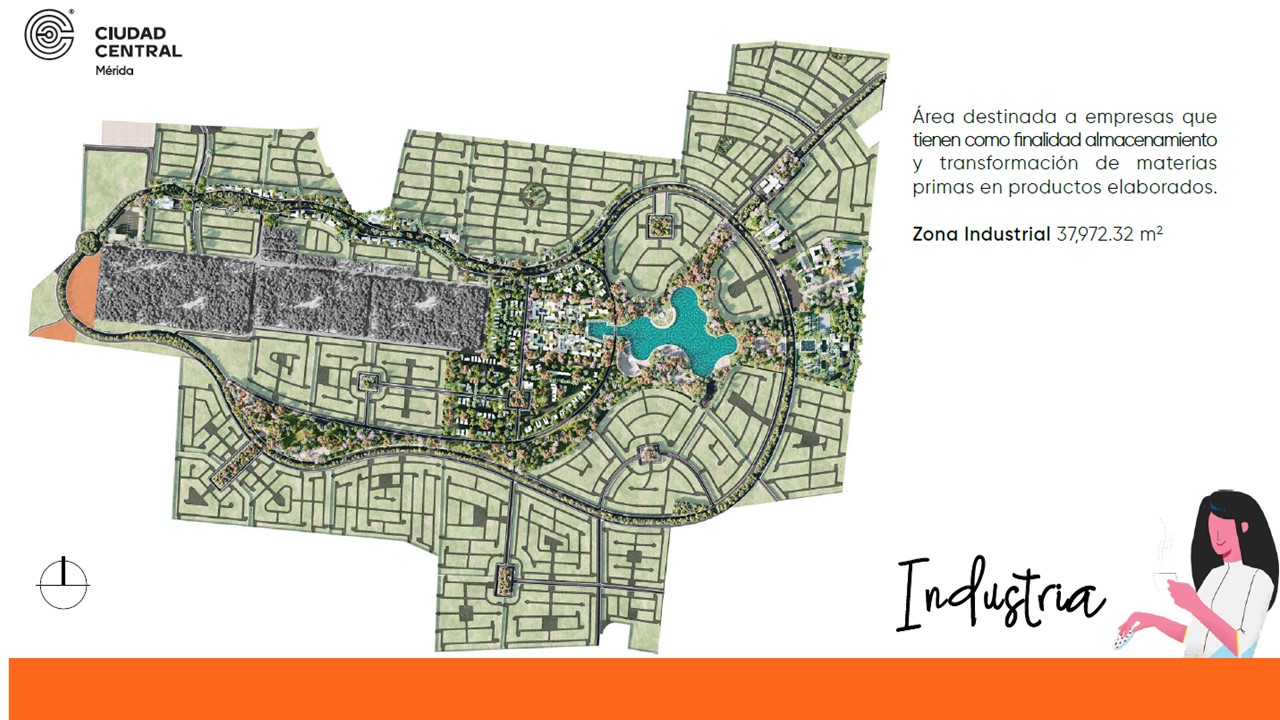 CIUDAD
CENTRAL
Mérida
Área destinada a empresas que
tienen como finalidad almacenamiento
y transformación de materias
primas en productos elaborados.
Zona Industrial 37,972.32 m²
Industria